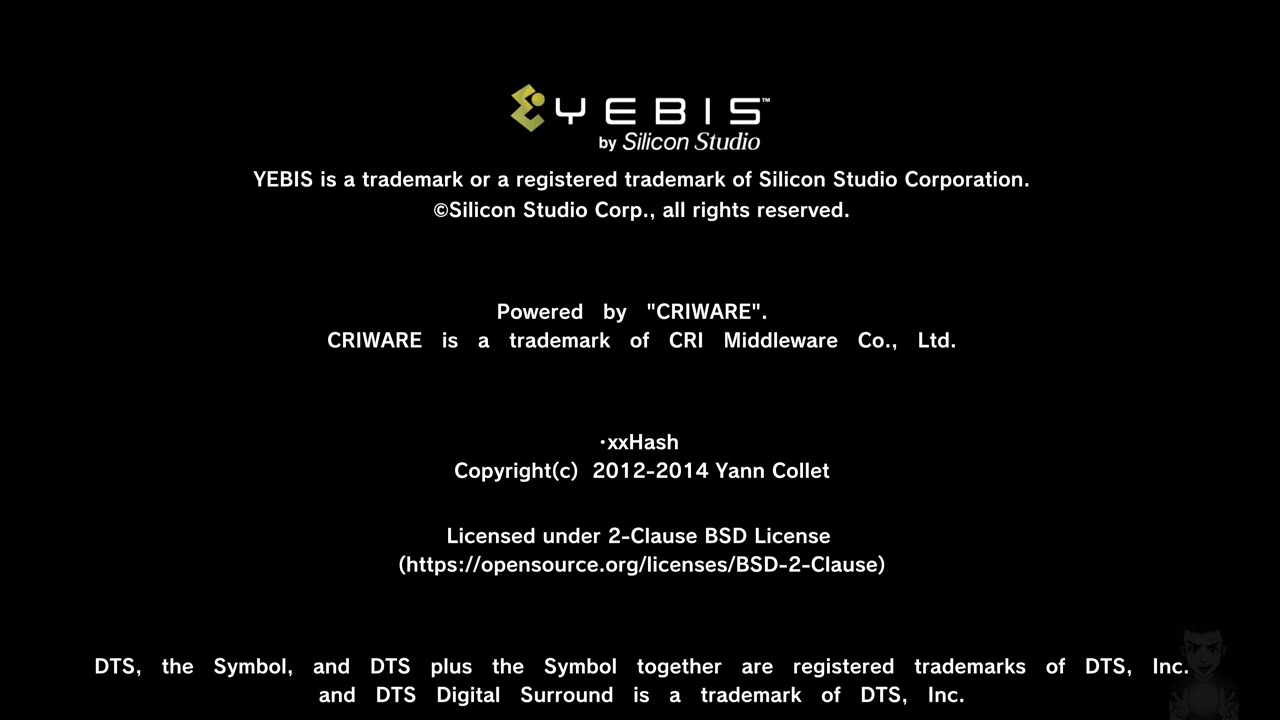 YEBIS™
by Silicon Studio
YEBIS is a trademark or a registered trademark of Silicon Studio Corporation.
©Silicon Studio Corp., all rights reserved.
Powered by "CRIWARE".
CRIWARE is a trademark of CRI Middleware Co., Ltd.
·xxHash
Copyright(c) 2012-2014 Yann Collet
Licensed under 2-Clause BSD License
(https://opensource.org/licenses/BSD-2-Clause)
DTS, the Symbol, and DTS plus the Symbol together are registered trademarks of DTS, Inc.
and DTS Digital Surround is a trademark of DTS, Inc.